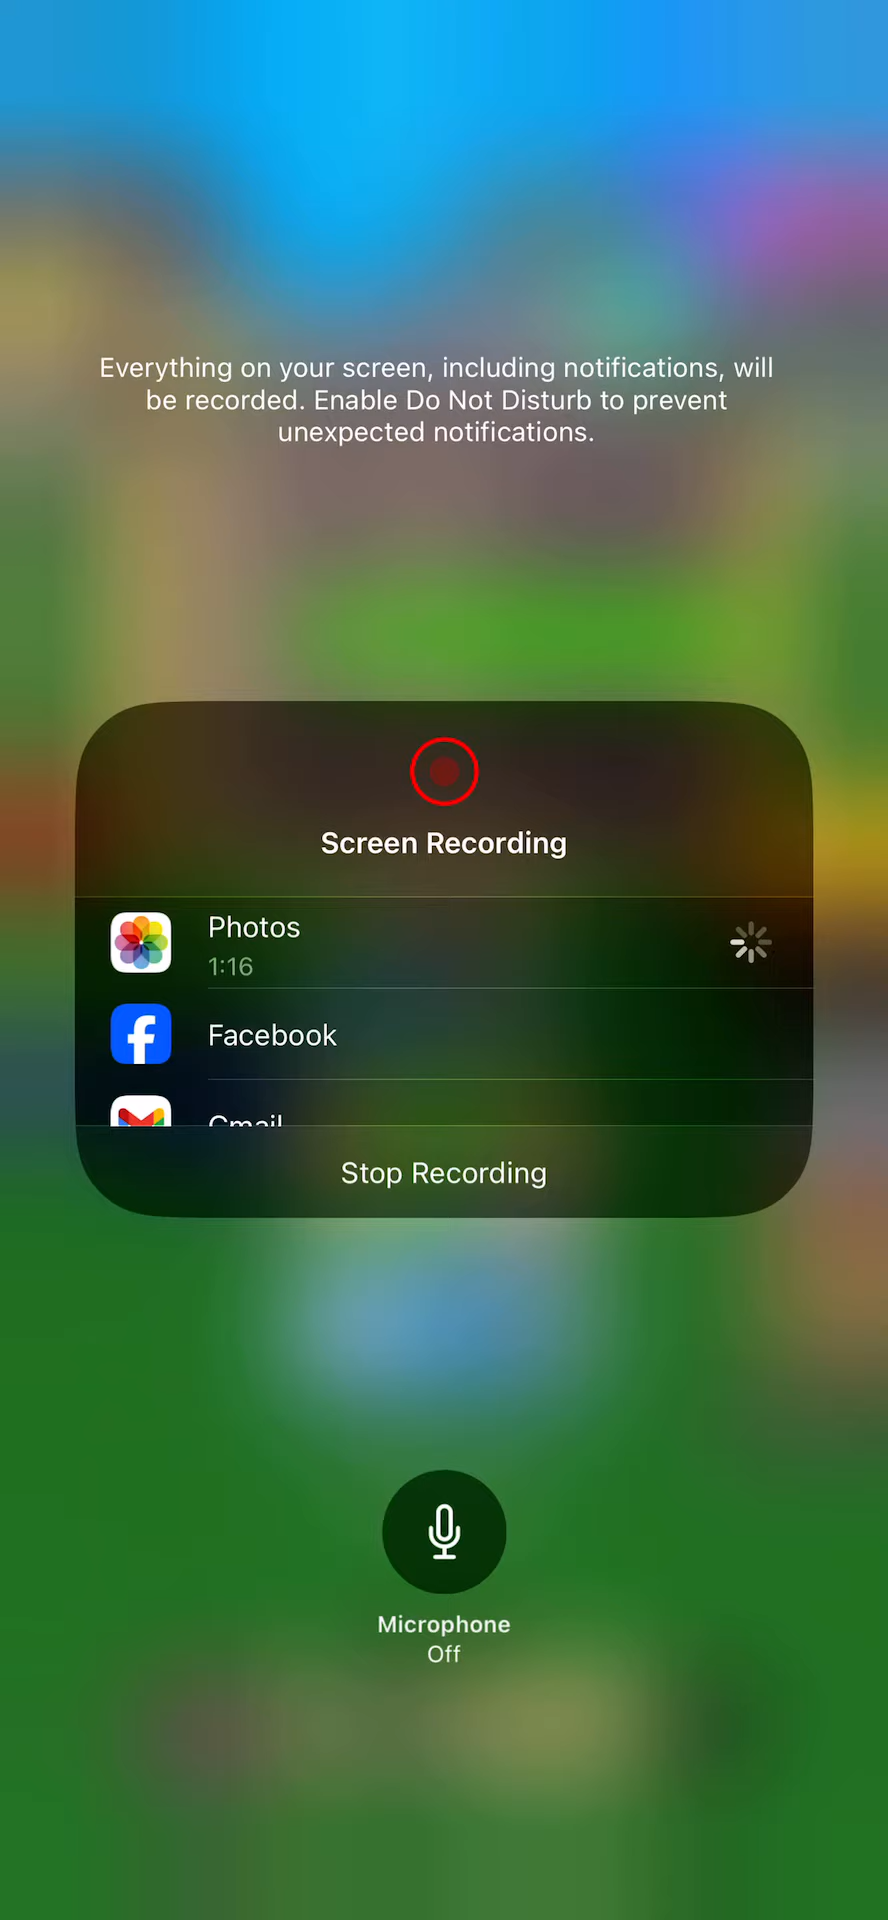 Everything on your screen, including notifications, will
be recorded. Enable Do Not Disturb to prevent
unexpected notifications.
Screen Recording
Photos
1:16
Facebook
Gmail
Stop Recording
Microphone
Off